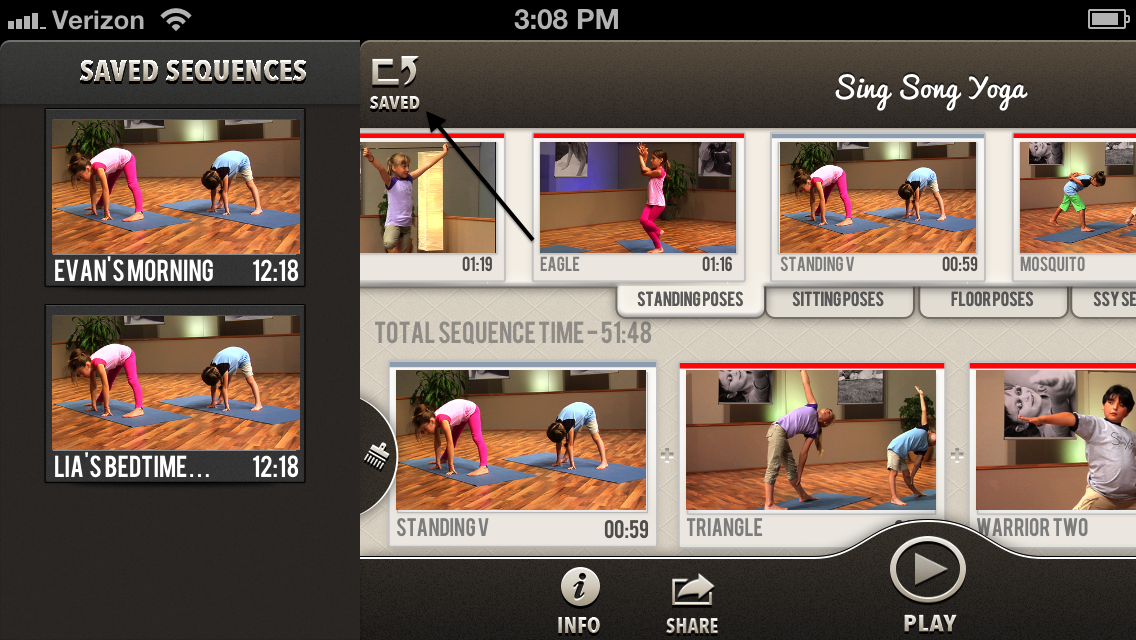 Verizon
3:08 PM
SAVED SEQUENCES
SAVED
Sing Song Yoga
EVAN'S MORNING 12:18
LIA'S BEDTIME... 12:18
01:19
EAGLE 01:16
STANDING V 00:59
MOSQUITO
STANDING POSES
SITTING POSES
FLOOR POSES
SSY SE
TOTAL SEQUENCE TIME - 51:48
STANDING V 00:59
TRIANGLE
WARRIOR TWO
INFO
SHARE
PLAY